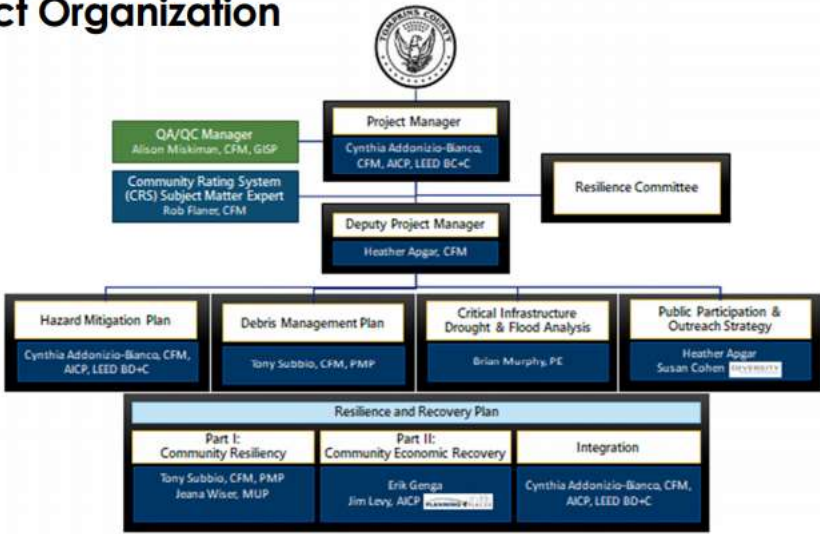 ct Organization
TOMPKINS COUNTY
Project Manager
Cynthia Addonizio-Bianco,
CFM, AICP, LEED BC+C
QA/QC Manager
Alison Miskiman, CFM, GISP
Community Rating System
(CRS) Subject Matter Expert
Rob Flaner, CFM
Resilience Committee
Deputy Project Manager
Heather Apgar, CFM
Hazard Mitigation Plan
Cynthia Addonizio-Bianco, CFM,
AICP, LEED BD+C
Debris Management Plan
Tony Subbio, CFM, PMP
Critical Infrastructure
Drought & Flood Analysis
Brian Murphy, PE
Public Participation &
Outreach Strategy
Heather Apgar
Susan Cohen DIVERSITY
Resilience and Recovery Plan
Part I:
Community Resiliency
Tony Subbio, CFM, PMP
Jeana Wiser, MUP
Part II:
Community Economic Recovery
Erik Genga
Jim Levy, AICP PLANNING PLACES
Integration
Cynthia Addonizio-Bianco, CFM,
AICP, LEED BD+C